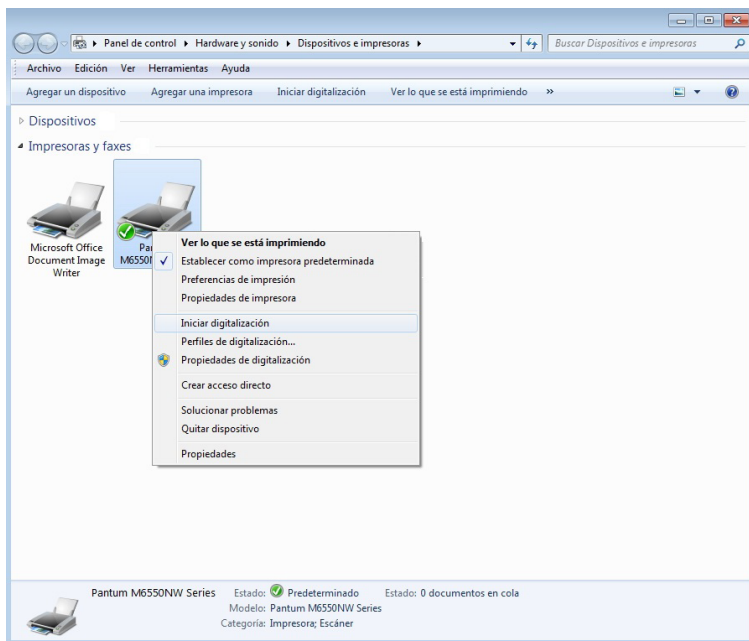 Panel de control ▸ Hardware y sonido ▸ Dispositivos e impresoras ▸
Buscar Dispositivos e impresoras
Archivo Edición Ver Herramientas Ayuda
Agregar un dispositivo Agregar una impresora Iniciar digitalización Ver lo que se está imprimiendo »
Dispositivos
Impresoras y faxes
Microsoft Office
Document Image
Writer
Ver lo que se está imprimiendo
Establecer como impresora predeterminada
Preferencias de impresión
Propiedades de impresora
Iniciar digitalización
Perfiles de digitalización...
Propiedades de digitalización
Crear acceso directo
Solucionar problemas
Quitar dispositivo
Propiedades
Pantum M6550NW Series Estado: Predeterminado Estado: 0 documentos en cola
Modelo: Pantum M6550NW Series
Categoría: Impresora; Escáner